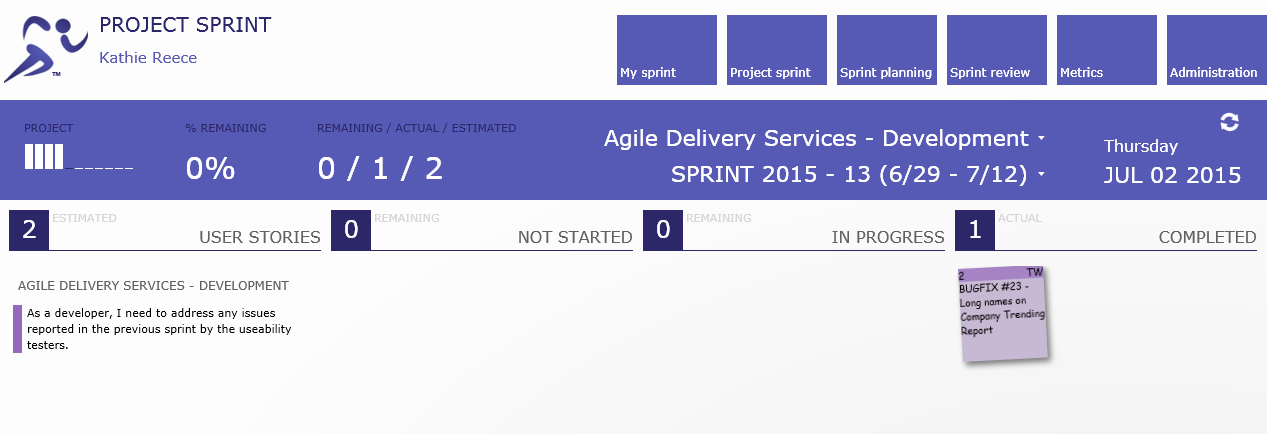 PROJECT SPRINT
Kathie Reece
TM
My sprint
Project sprint
Sprint planning
Sprint review
Metrics
Administration
PROJECT
% REMAINING
0%
REMAINING / ACTUAL / ESTIMATED
0 / 1 / 2
Agile Delivery Services - Development
SPRINT 2015 - 13 (6/29 - 7/12)
Thursday
JUL 02 2015
2
ESTIMATED
USER STORIES
0
REMAINING
NOT STARTED
0
REMAINING
IN PROGRESS
1
ACTUAL
COMPLETED
AGILE DELIVERY SERVICES - DEVELOPMENT
As a developer, I need to address any issues
reported in the previous sprint by the useability
testers.
2 TW
BUGFIX #23 -
Long names on
Company Trending
Report